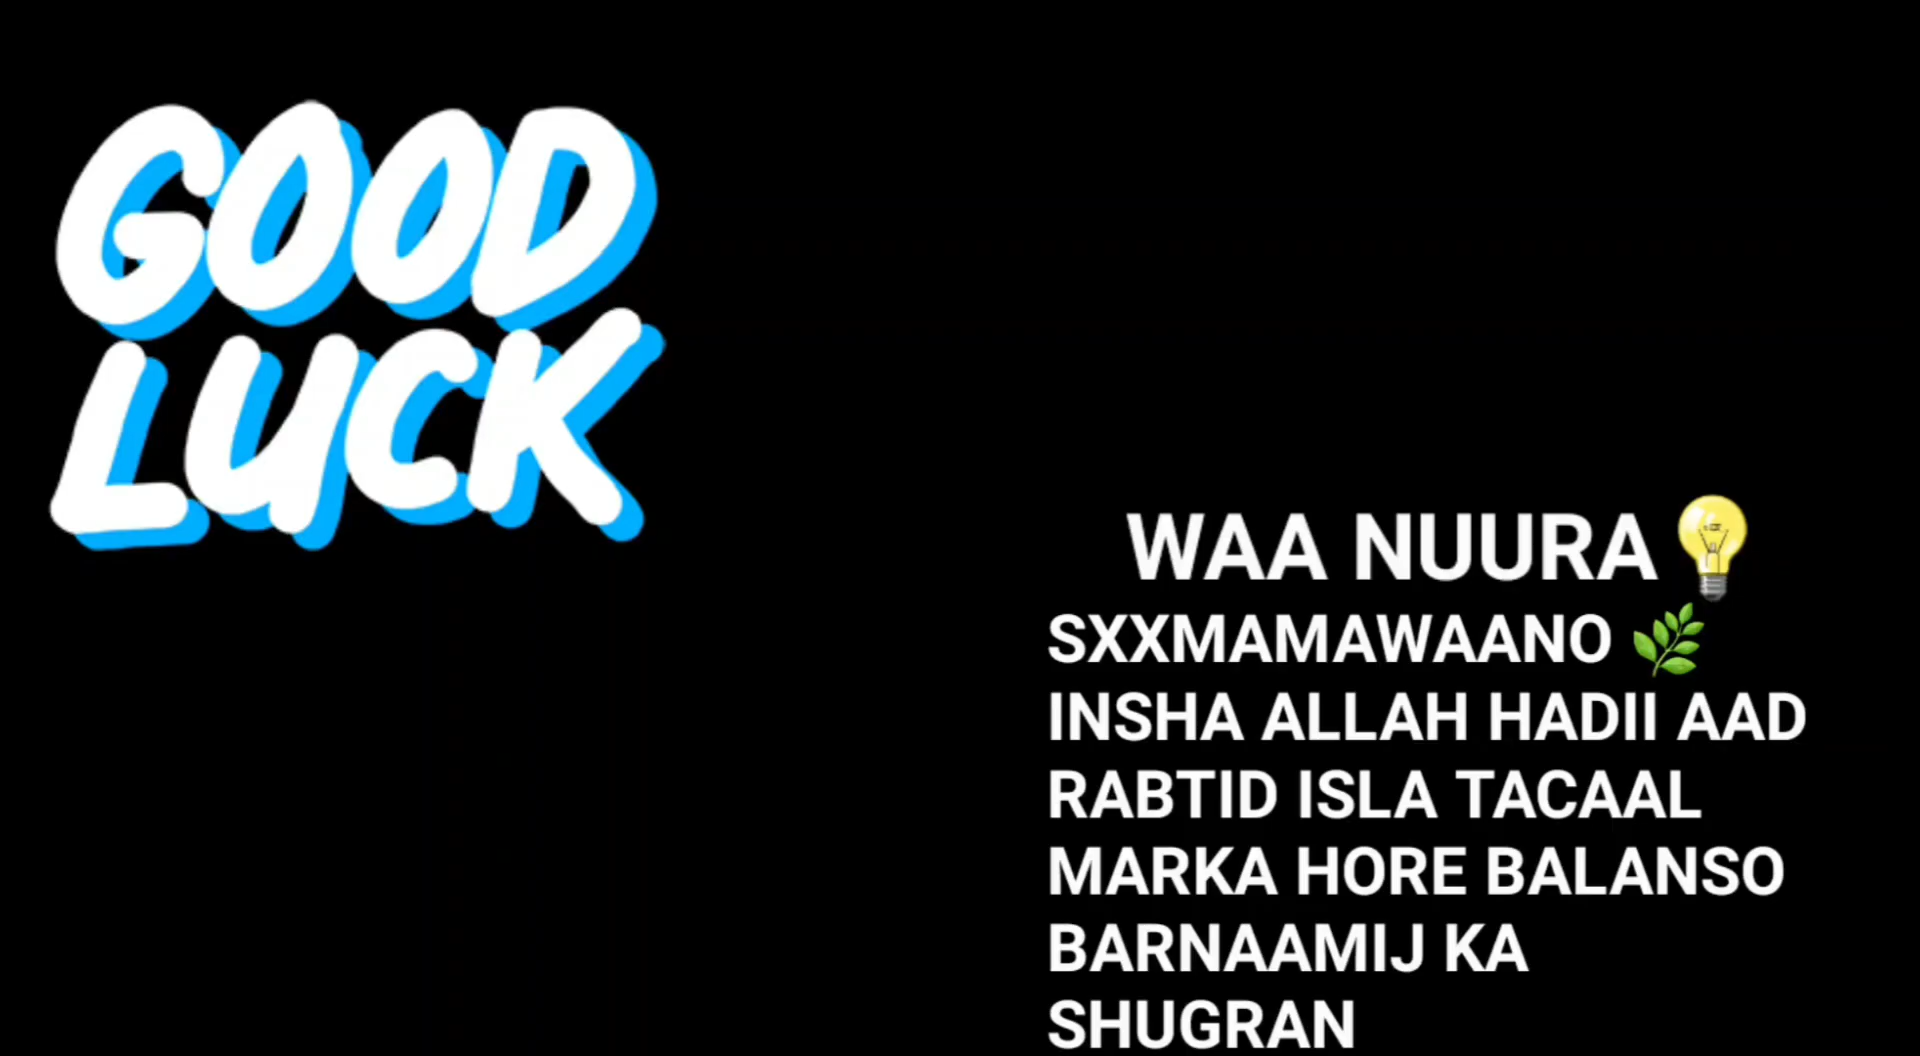 GOOD
LUCK
WAA NUURA💡
SXXMAMAWAANO 🌿
INSHA ALLAH HADII AAD
RABTID ISLA TACAAL
MARKA HORE BALANSO
BARNAAMIJ KA
SHUGRAN